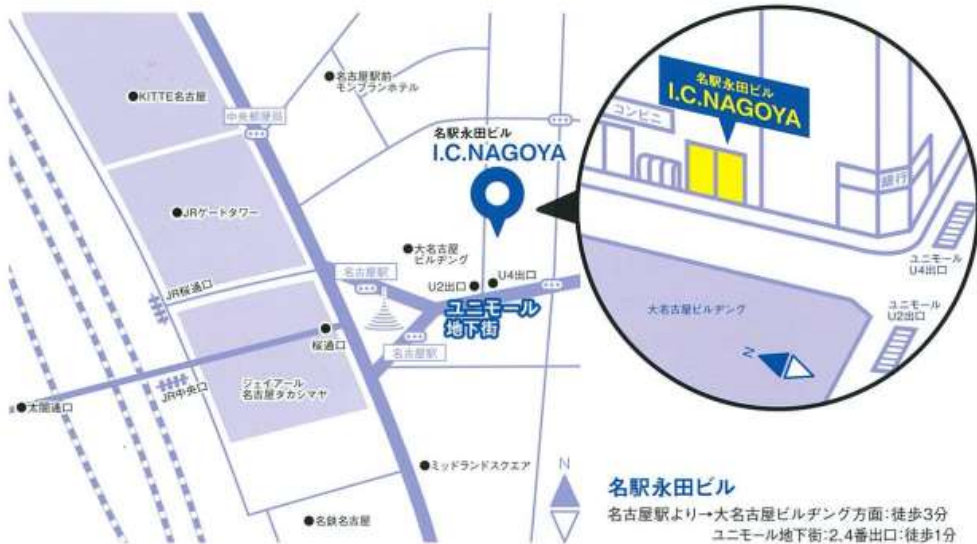 KITTE名古屋
中央郵便局
名古屋駅前
モンブランホテル
名駅永田ビル
I.C.NAGOYA
JRゲートタワー
大名古屋
ビルヂング
名古屋駅
U2出口
U4出口
ユニモール
地下街
JR桜通口
桜通口
名古屋駅
JR中央口
ジェイアール
名古屋タカシマヤ
太閤通口
ミッドランドスクエア
名鉄名古屋
N
名駅永田ビル
I.C.NAGOYA
コンビニ
銀行
ユニモール
U4出口
大名古屋ビルヂング
ユニモール
U2出口
N
名駅永田ビル
名古屋駅より→大名古屋ビルヂング方面:徒歩3分
ユニモール地下街:2,4番出口:徒歩1分